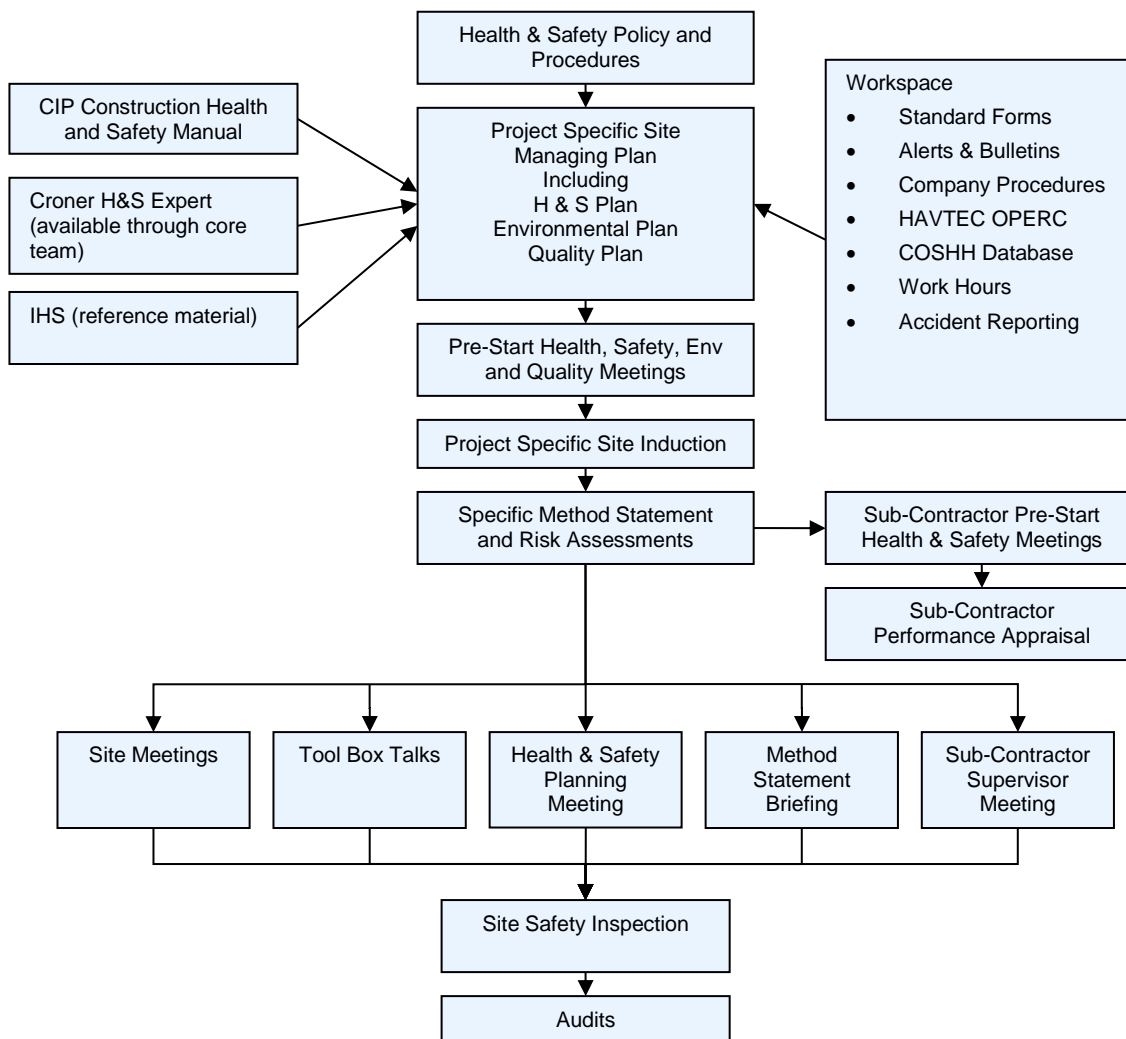 Health & Safety Policy and
Procedures
CIP Construction Health
and Safety Manual
Croner H&S Expert
(available through core
team)
IHS (reference material)
Project Specific Site
Managing Plan
Including
H & S Plan
Environmental Plan
Quality Plan
Workspace
• Standard Forms
• Alerts & Bulletins
• Company Procedures
• HAVTEC OPERC
• COSHH Database
• Work Hours
• Accident Reporting
Pre-Start Health, Safety, Env
and Quality Meetings
Project Specific Site Induction
Specific Method Statement
and Risk Assessments
Sub-Contractor Pre-Start
Health & Safety Meetings
Sub-Contractor
Performance Appraisal
Site Meetings
Tool Box Talks
Health & Safety
Planning
Meeting
Method
Statement
Briefing
Sub-Contractor
Supervisor
Meeting
Site Safety Inspection
Audits